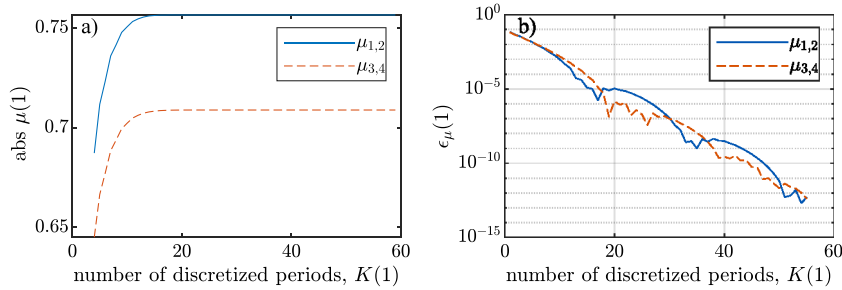 a)
μ₁,₂
μ₃,₄
0.75
0.7
0.65
abs μ(1)
0 20 40 60
number of discretized periods, K(1)
b)
μ₁,₂
μ₃,₄
10⁰
10⁻⁵
10⁻¹⁰
10⁻¹⁵
ϵμ(1)
0 20 40 60
number of discretized periods, K(1)